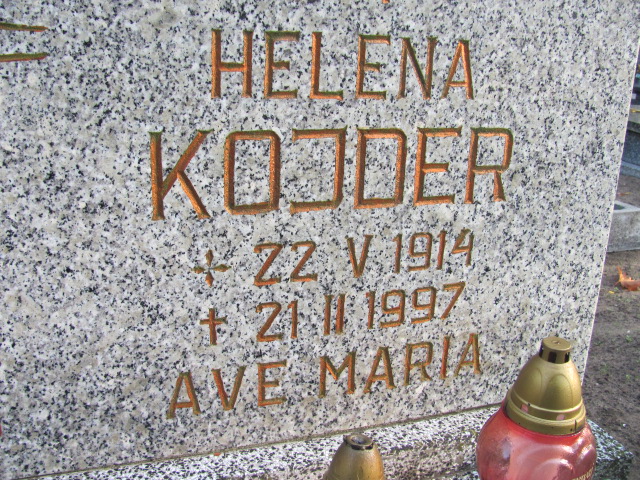 HELENA
KOJDER
22 V 1914
21 II 1997
AVE MARIA